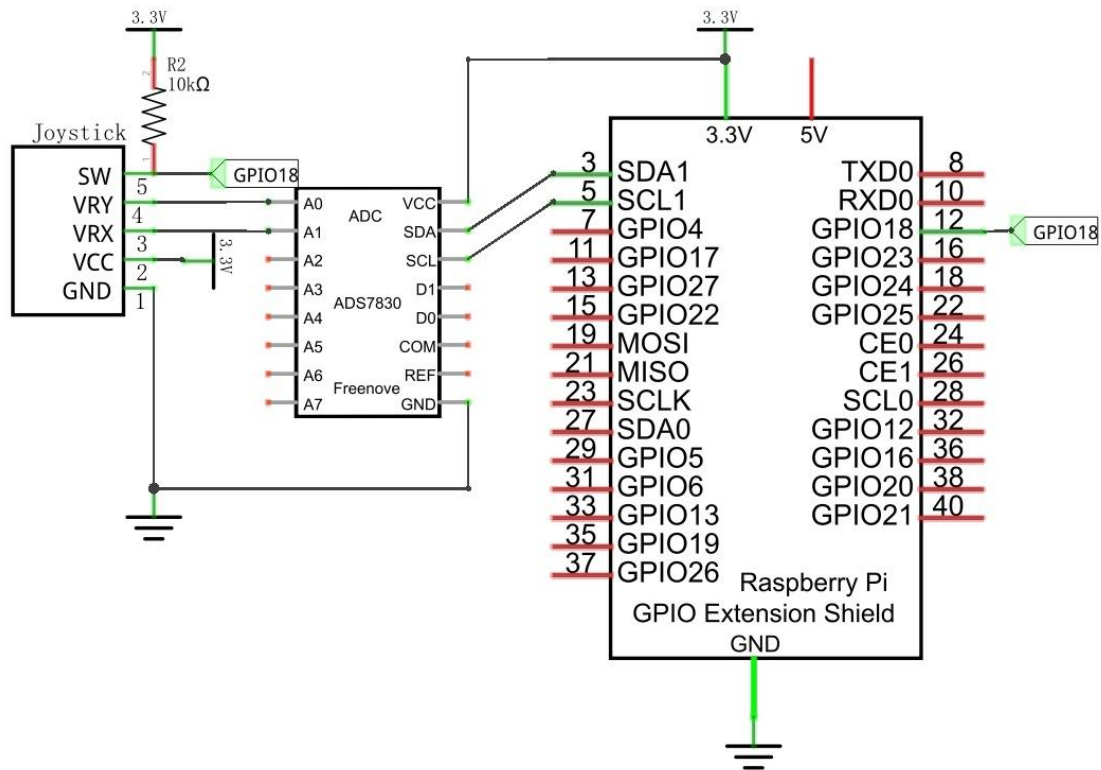 3.3V
R2
2
10kΩ
1
Joystick
SW
5
GPIO18
VRY
4
VRX
3
3.3V
VCC
2
GND
1
ADC
A0
VCC
A1
SDA
A2
SCL
A3
D1
ADS7830
A4
D0
A5
COM
A6
REF
Freenove
A7
GND
3.3V
3.3V
5V
3 SDA1
TXD0 8
5 SCL1
RXD0 10
7 GPIO4
GPIO18 12
GPIO18
11 GPIO17
GPIO23 16
13 GPIO27
GPIO24 18
15 GPIO22
GPIO25 22
19 MOSI
CE0 24
21 MISO
CE1 26
23 SCLK
SCL0 28
27 SDA0
GPIO12 32
29 GPIO5
GPIO16 36
31 GPIO6
GPIO20 38
33 GPIO13
GPIO21 40
35 GPIO19
37 GPIO26
Raspberry Pi
GPIO Extension Shield
GND